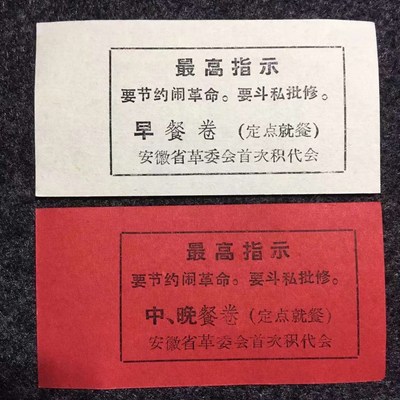 最高指示
要节约闹革命。要斗私批修。
早餐卷（定点就餐）
安徽省革委会首次积代会
最高指示
要节约闹革命。要斗私批修。
中、晚餐卷（定点就餐）
安徽省革委会首次积代会